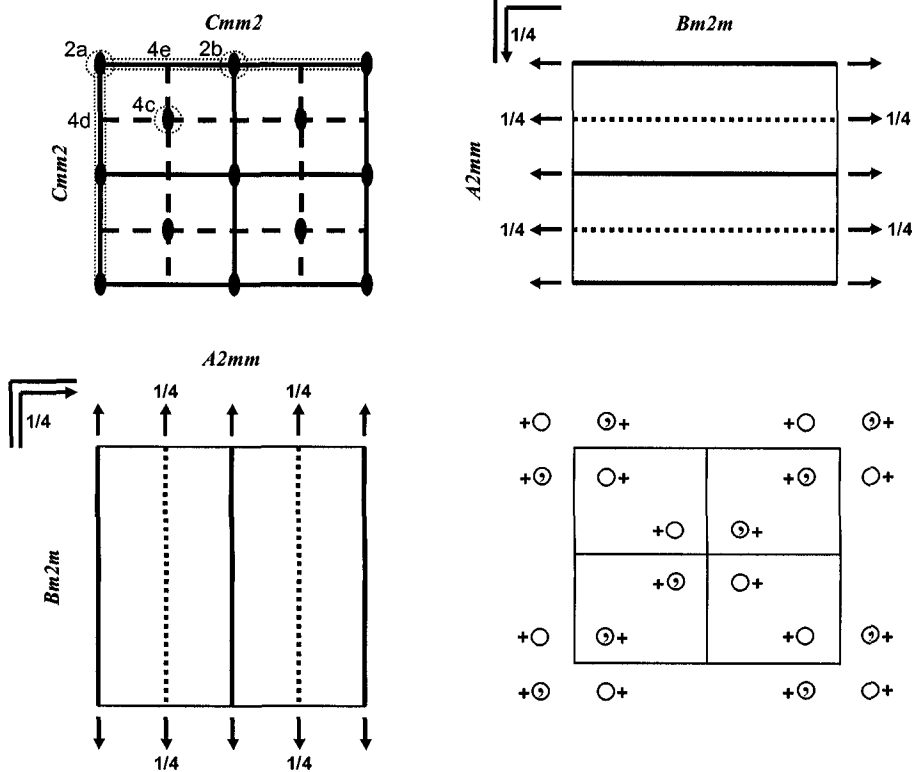 Cmm2
2a 4e 2b
4c
4d
Cmm2
Bm2m
1/4
1/4 1/4
A2mm
1/4 1/4
A2mm
1/4 1/4
1/4
Bm2m
1/4 1/4
+ , + + , +
+ , + + , +
+ , +
+ , +
+ , + + , +
+ , + + , +